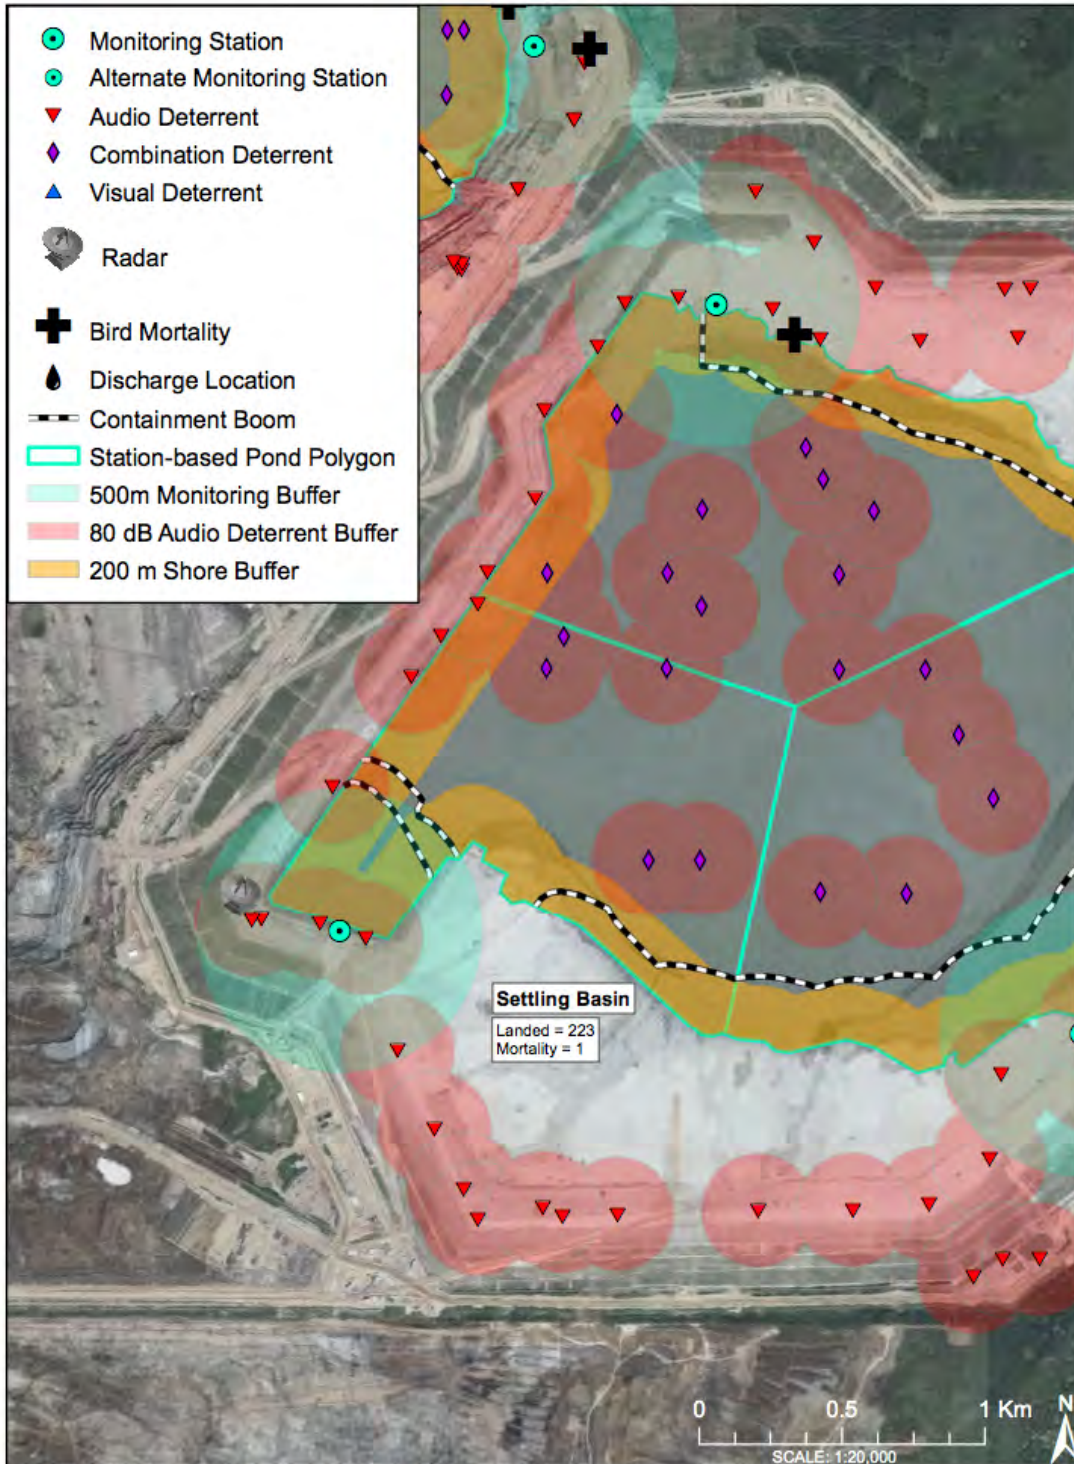 Monitoring Station
Alternate Monitoring Station
Audio Deterrent
Combination Deterrent
Visual Deterrent
Radar
Bird Mortality
Discharge Location
Containment Boom
Station-based Pond Polygon
500m Monitoring Buffer
80 dB Audio Deterrent Buffer
200 m Shore Buffer
Settling Basin
Landed = 223
Mortality = 1
0 0.5 1 Km
SCALE: 1:20,000
N